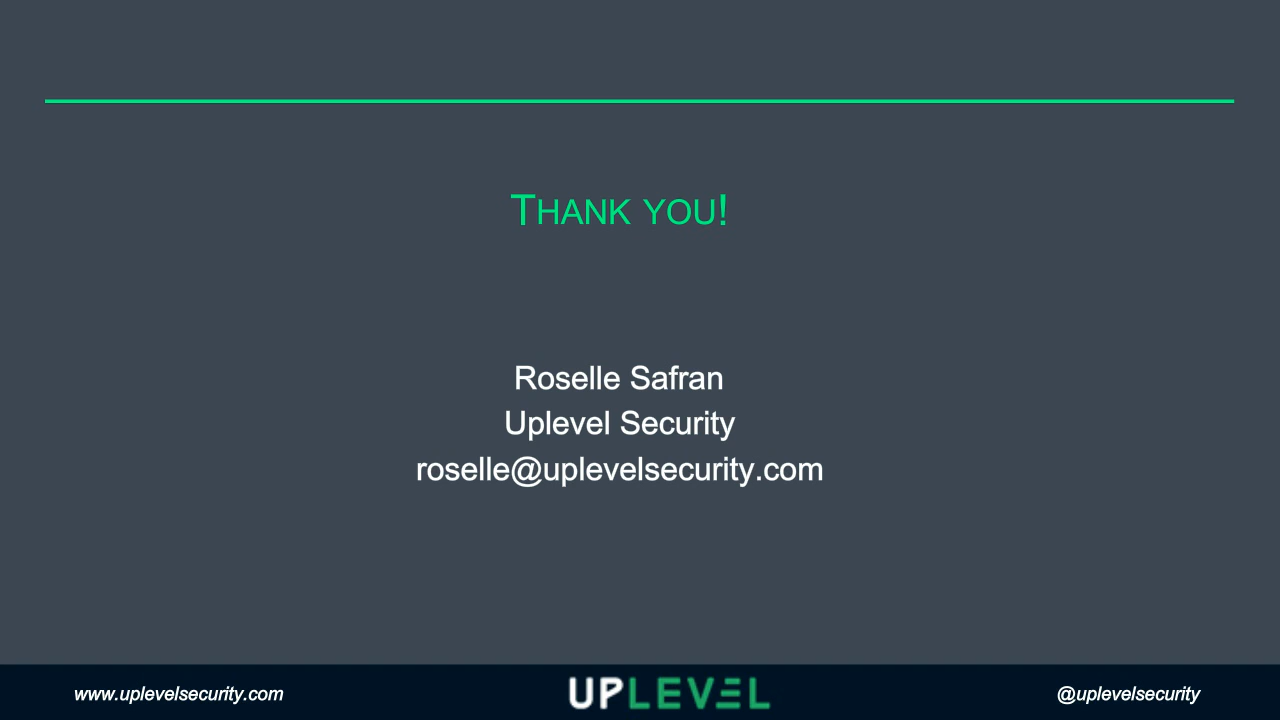 THANK YOU!
Roselle Safran
Uplevel Security
roselle@uplevelsecurity.com
www.uplevelsecurity.com
UPLEVEL
@uplevelsecurity